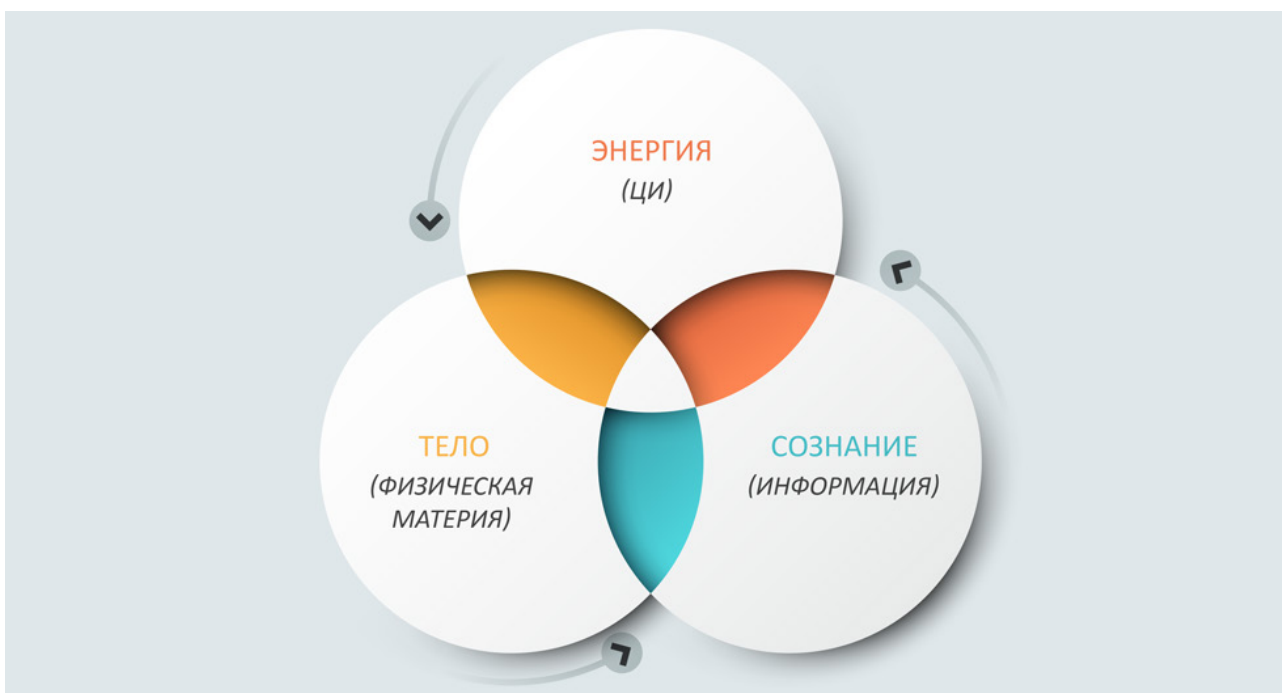 ЭНЕРГИЯ
(ЦИ)
ТЕЛО
(ФИЗИЧЕСКАЯ
МАТЕРИЯ)
СОЗНАНИЕ
(ИНФОРМАЦИЯ)